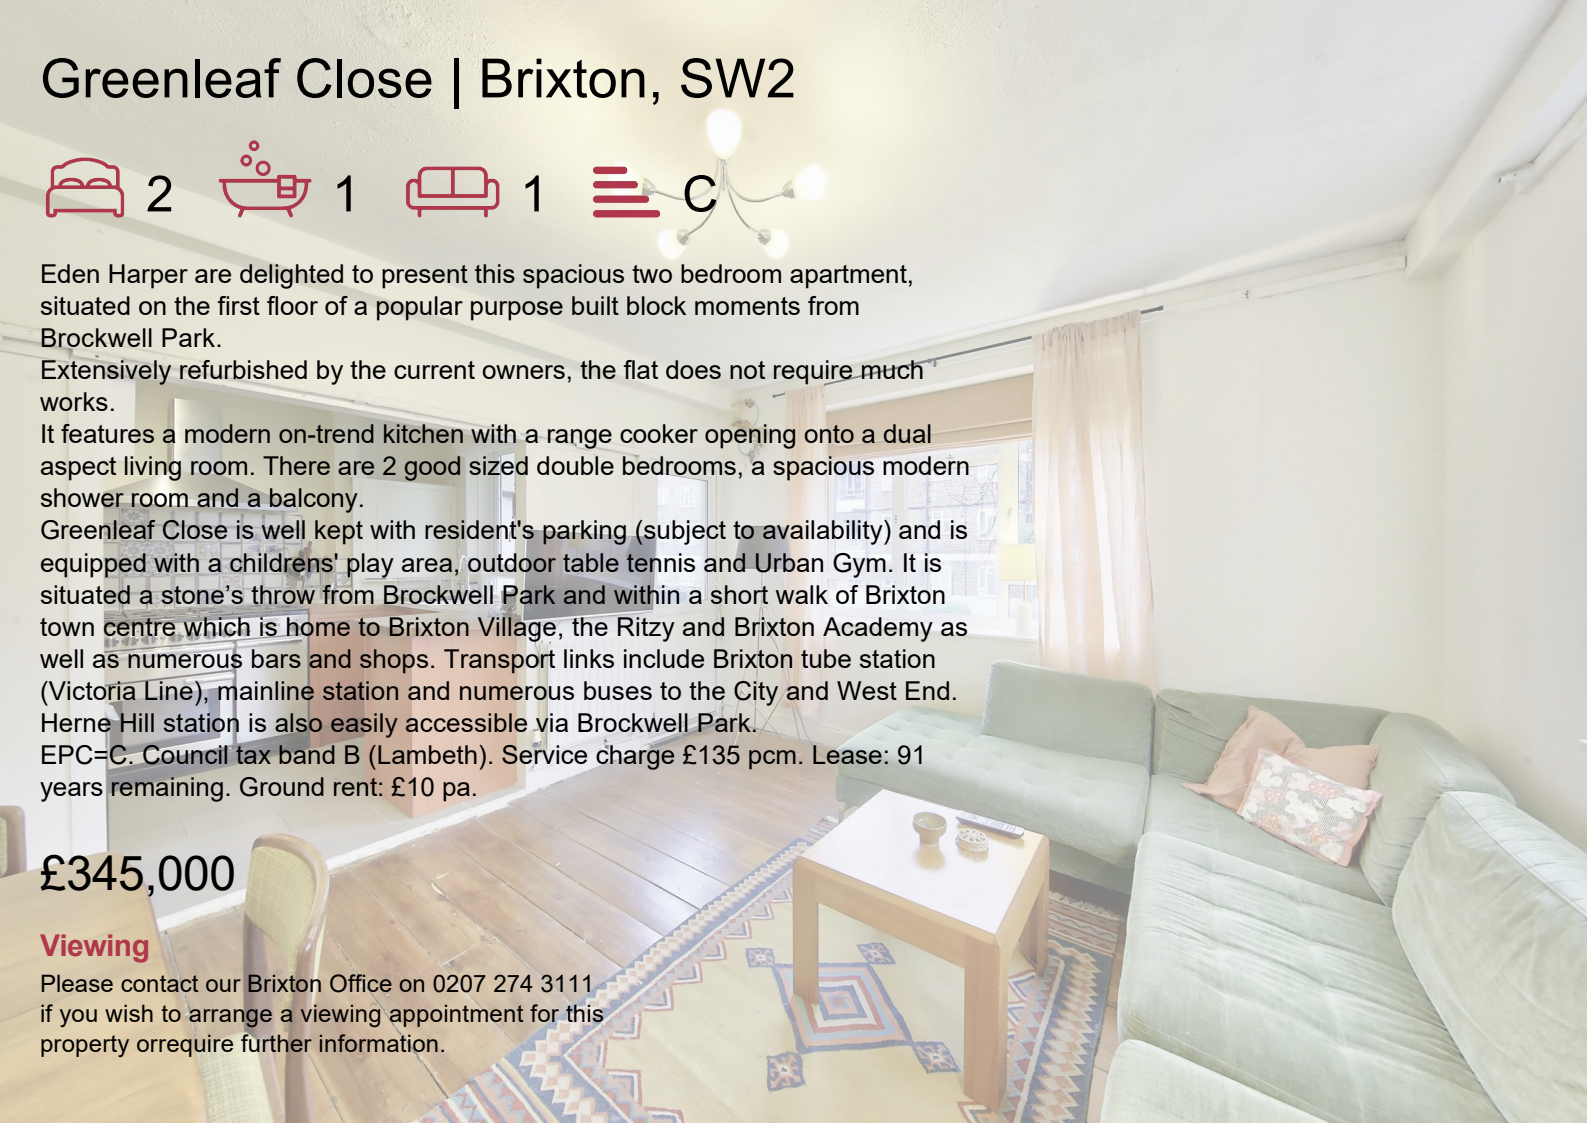 Greenleaf Close | Brixton, SW2
2 1 1 C
Eden Harper are delighted to present this spacious two bedroom apartment,
situated on the first floor of a popular purpose built block moments from
Brockwell Park.
Extensively refurbished by the current owners, the flat does not require much
works.
It features a modern on-trend kitchen with a range cooker opening onto a dual
aspect living room. There are 2 good sized double bedrooms, a spacious modern
shower room and a balcony.
Greenleaf Close is well kept with resident's parking (subject to availability) and is
equipped with a childrens' play area, outdoor table tennis and Urban Gym. It is
situated a stone’s throw from Brockwell Park and within a short walk of Brixton
town centre which is home to Brixton Village, the Ritzy and Brixton Academy as
well as numerous bars and shops. Transport links include Brixton tube station
(Victoria Line), mainline station and numerous buses to the City and West End.
Herne Hill station is also easily accessible via Brockwell Park.
EPC=C. Council tax band B (Lambeth). Service charge £135 pcm. Lease: 91
years remaining. Ground rent: £10 pa.
£345,000
Viewing
Please contact our Brixton Office on 0207 274 3111
if you wish to arrange a viewing appointment for this
property orrequire further information.